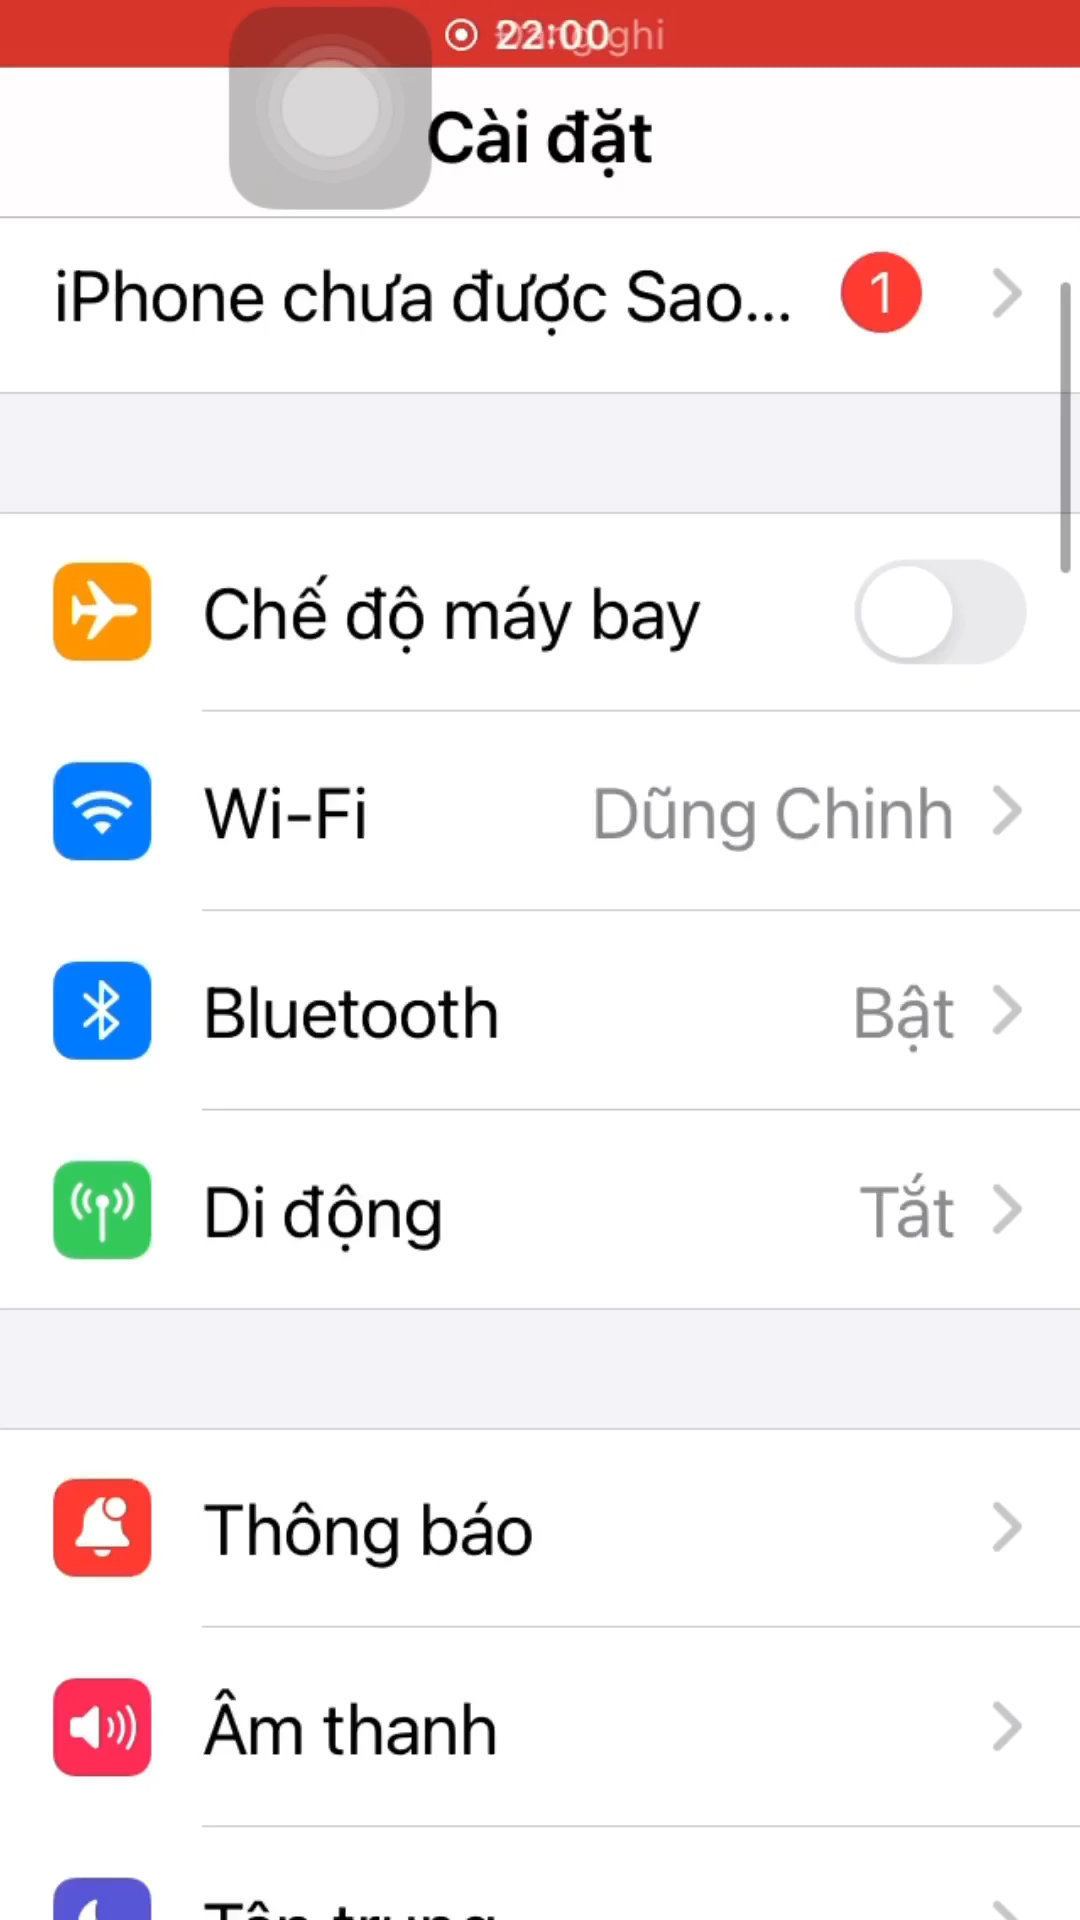 22:00
Cài đặt
iPhone chưa được Sao...
1
Chế độ máy bay
Wi-Fi
Dũng Chinh
Bluetooth
Bật
Di động
Tắt
Thông báo
Âm thanh